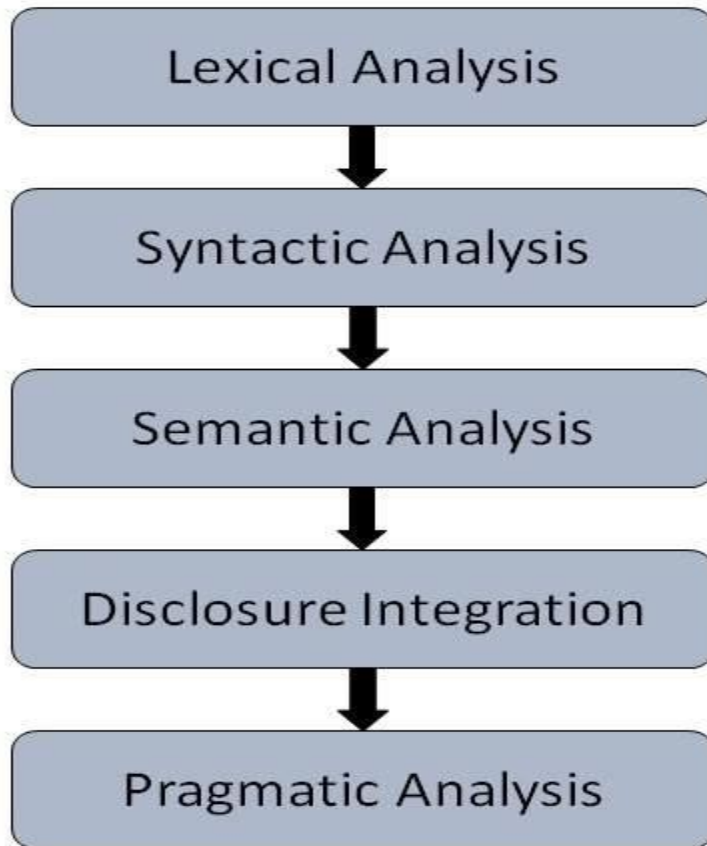 Lexical Analysis
Syntactic Analysis
Semantic Analysis
Disclosure Integration
Pragmatic Analysis